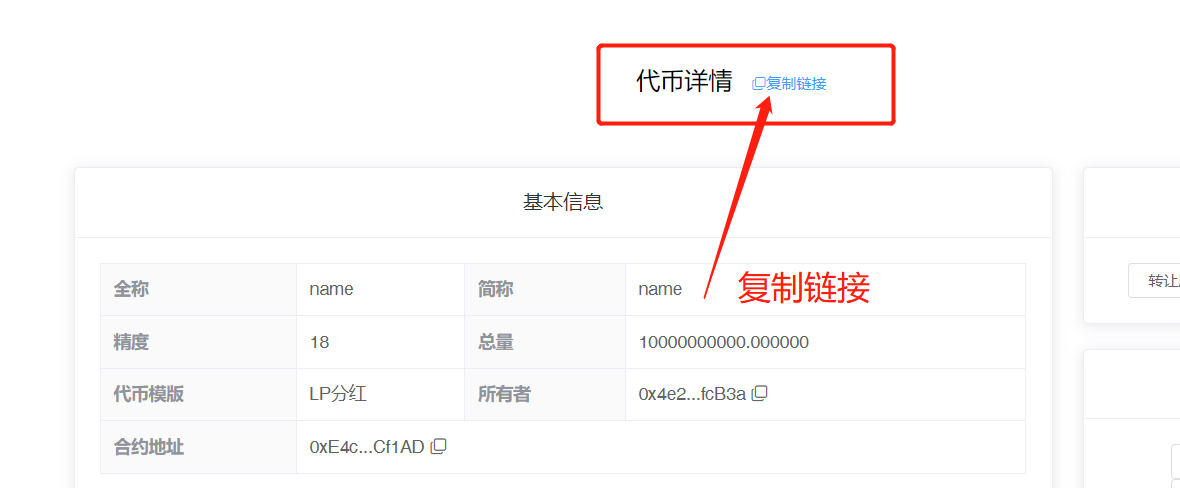 代币详情 复制链接
基本信息
全称 name 简称 name 复制链接
精度 18 总量 10000000000.000000
代币模版 LP分红 所有者 0x4e2...fcB3a
合约地址 0xE4c...Cf1AD
转让